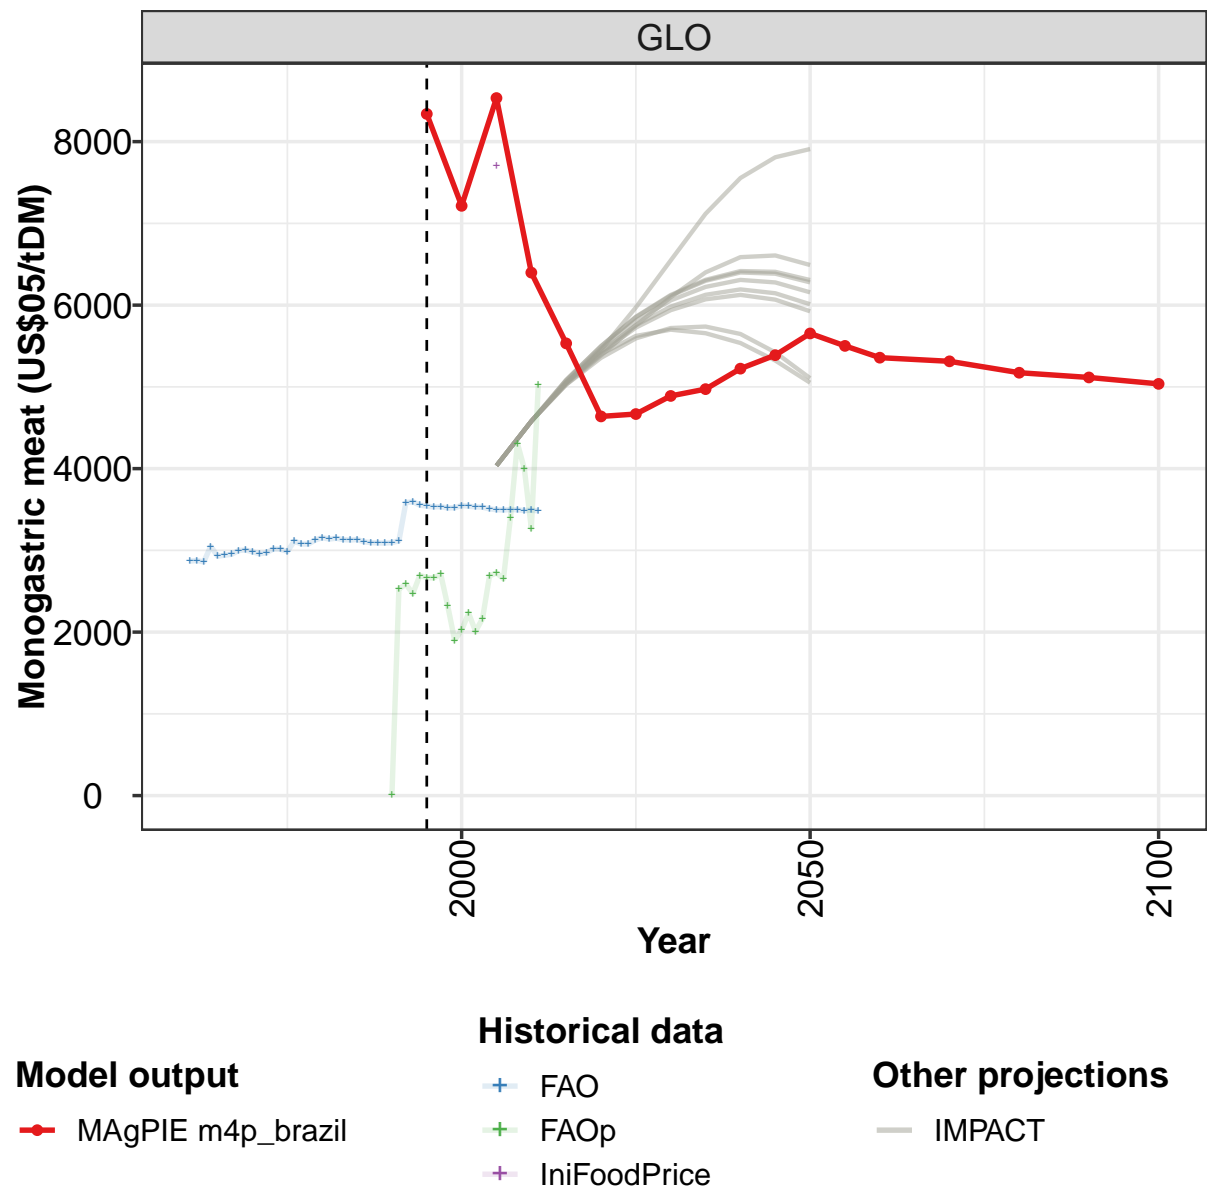 GLO
Monogastric meat (US$05/tDM)
8000
6000
4000
2000
0
2000
2050
2100
Year
Model output
MAgPIE m4p_brazil
Historical data
FAO
FAOp
IniFoodPrice
Other projections
IMPACT